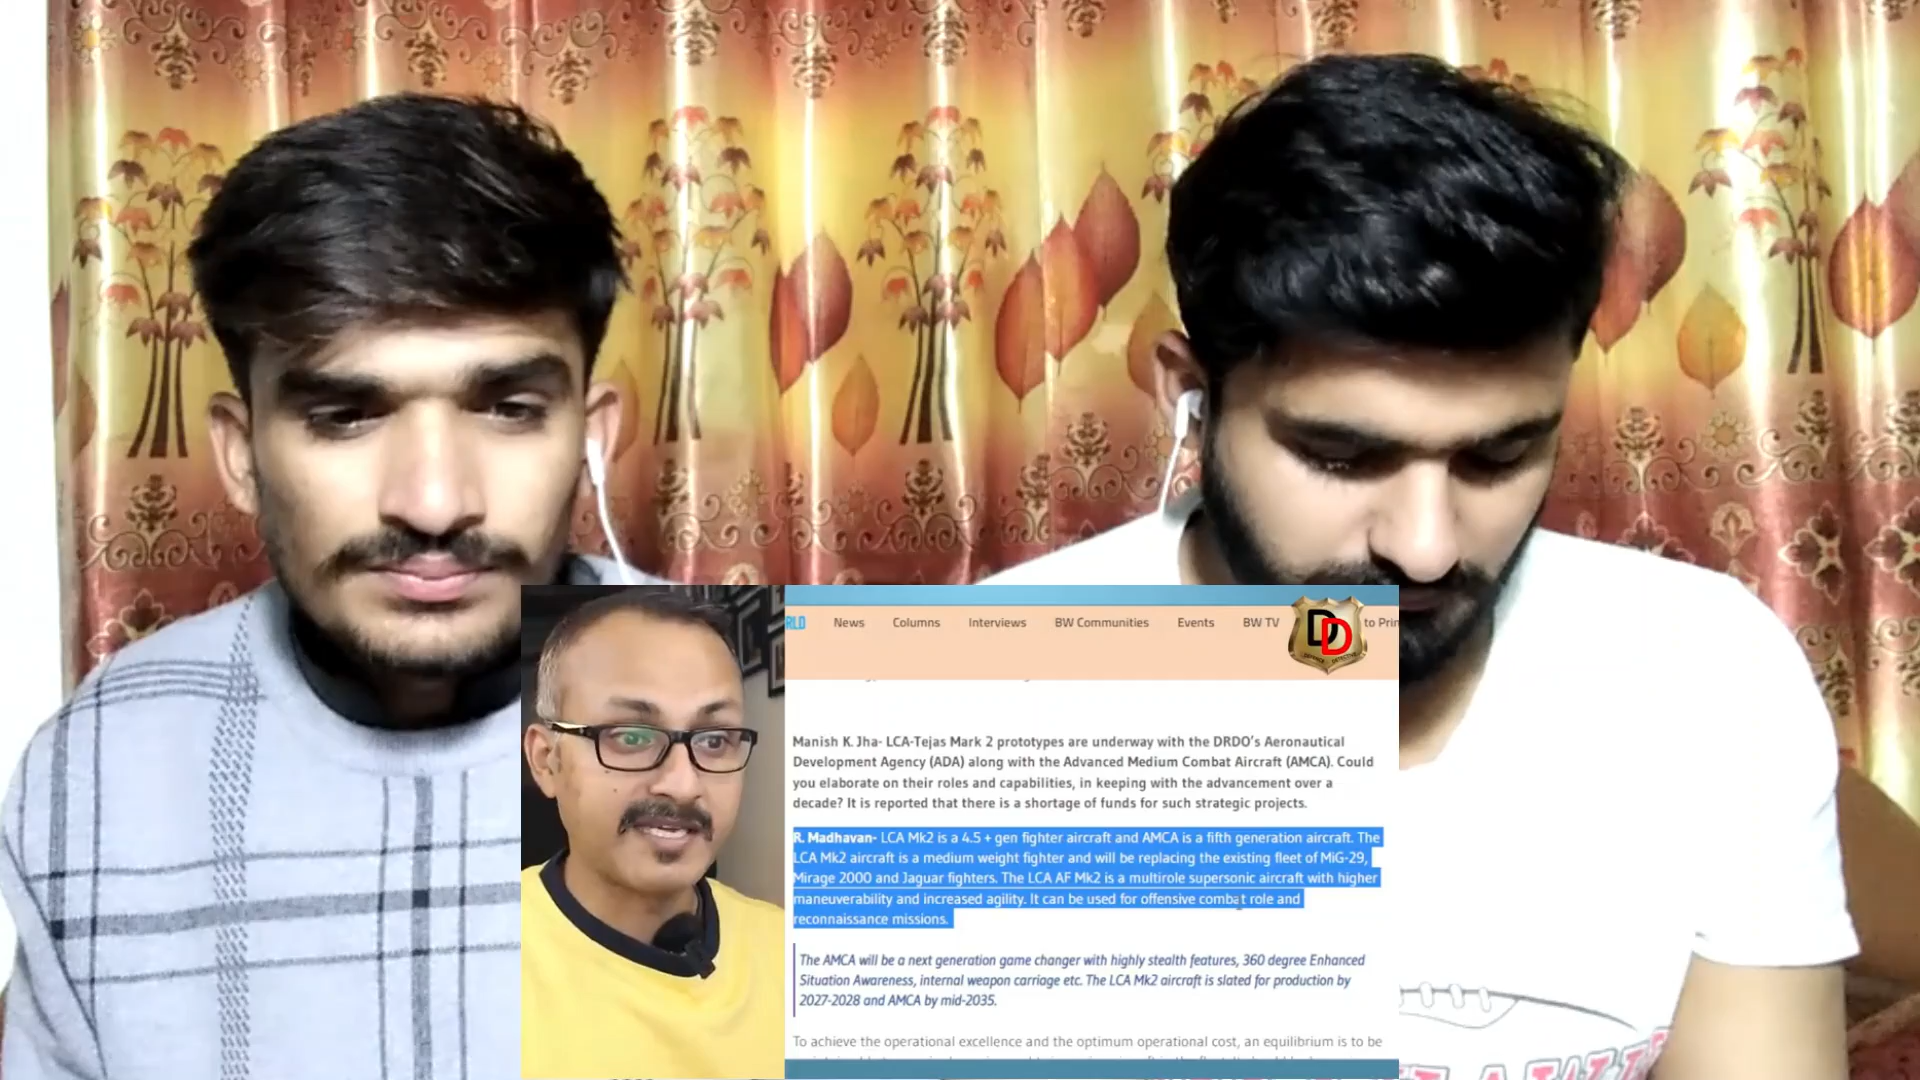 RLD News Columns Interviews BW Communities Events BW TV to Prin
DD
Manish K. Jha- LCA-Tejas Mark 2 prototypes are underway with the DRDO's Aeronautical
Development Agency (ADA) along with the Advanced Medium Combat Aircraft (AMCA). Could
you elaborate on their roles and capabilities, in keeping with the advancement over a
decade? It is reported that there is a shortage of funds for such strategic projects.
R. Madhavan- LCA Mk2 is a 4.5 + gen fighter aircraft and AMCA is a fifth generation aircraft. The
LCA Mk2 aircraft is a medium weight fighter and will be replacing the existing fleet of MiG-29,
Mirage 2000 and Jaguar fighters. The LCA AF Mk2 is a multirole supersonic aircraft with higher
maneuverability and increased agility. It can be used for offensive combat role and
reconnaissance missions.
The AMCA will be a next generation game changer with highly stealth features, 360 degree Enhanced
Situation Awareness, internal weapon carriage etc. The LCA Mk2 aircraft is slated for production by
2027-2028 and AMCA by mid-2035.
To achieve the operational excellence and the optimum operational cost, an equilibrium is to be